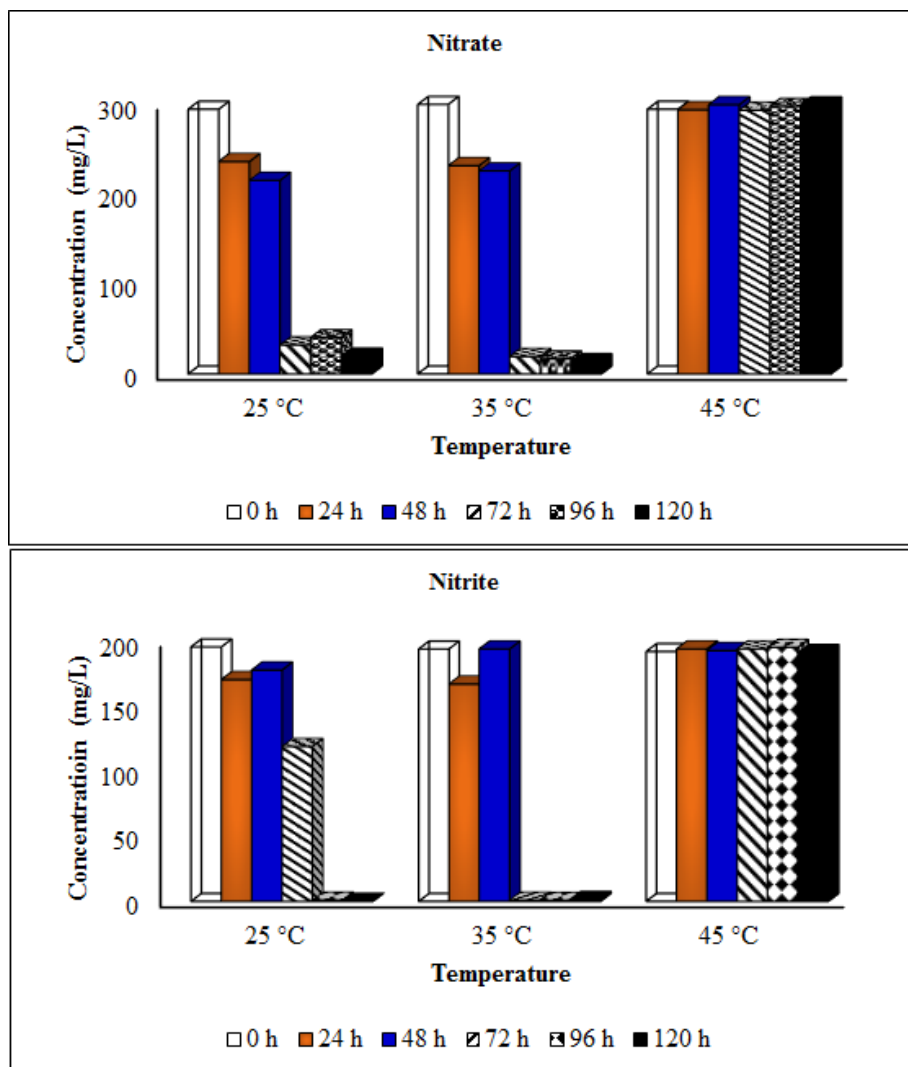 Nitrate
Concentration (mg/L)
300
200
100
0
25 °C 35 °C 45 °C
Temperature
0 h 24 h 48 h 72 h 96 h 120 h
Nitrite
Concentratioin (mg/L)
200
150
100
50
0
25 °C 35 °C 45 °C
Temperature
0 h 24 h 48 h 72 h 96 h 120 h